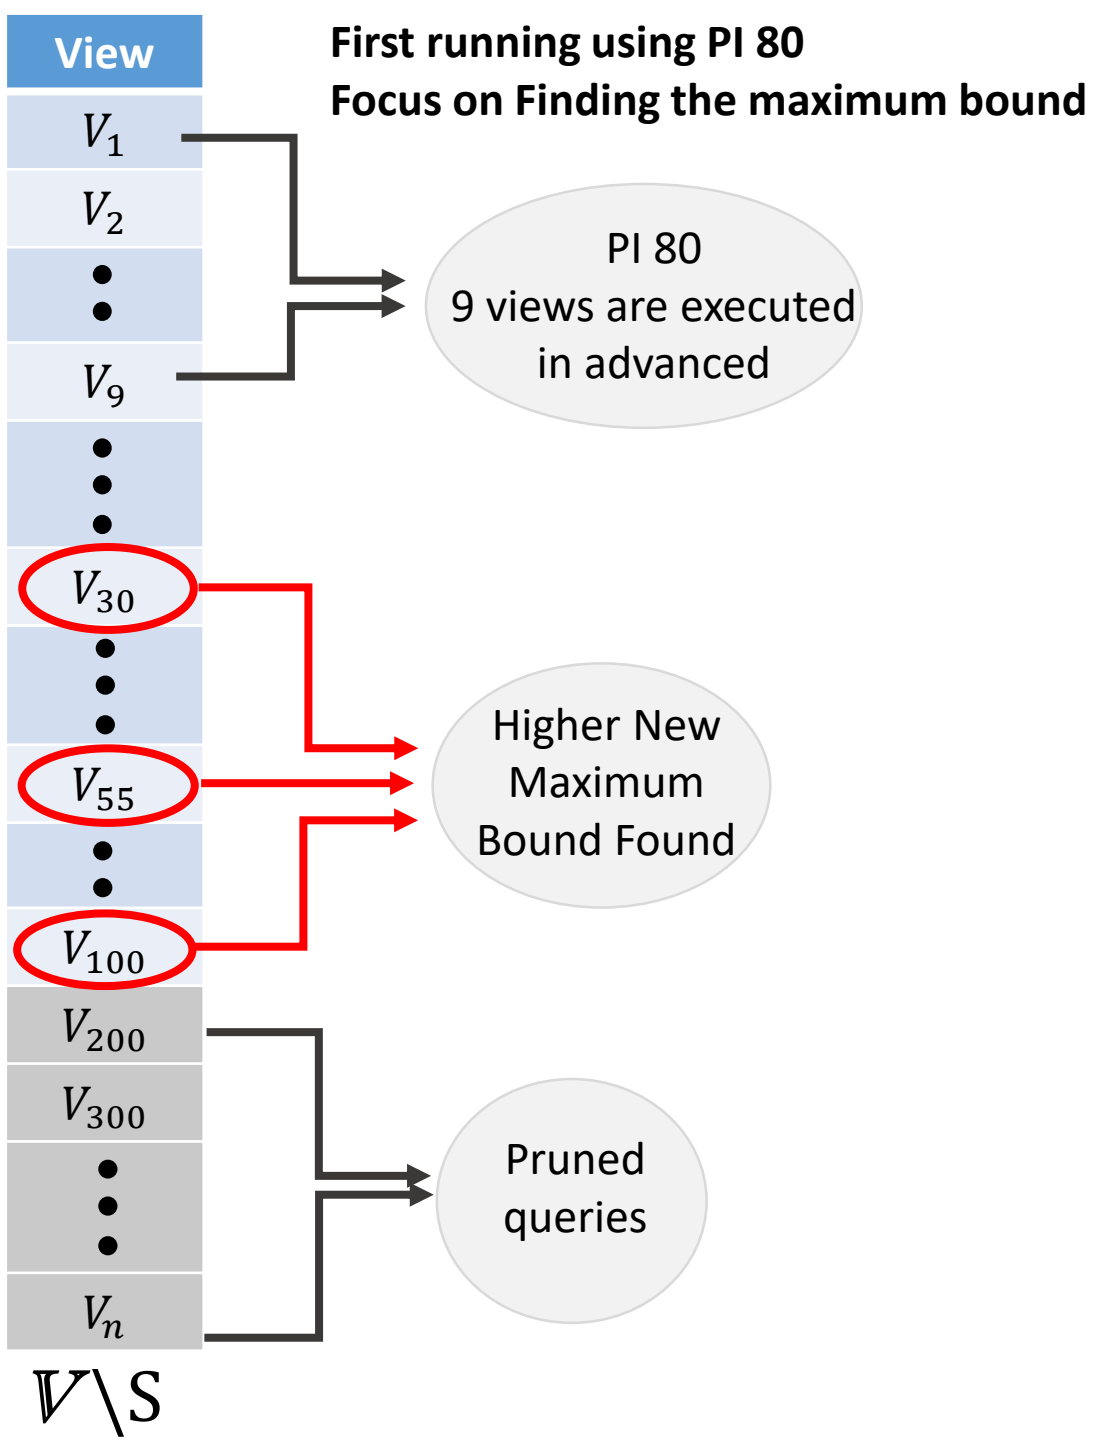 View
First running using PI 80
Focus on Finding the maximum bound
V₁
V₂
V₉
PI 80
9 views are executed
in advanced
V₃₀
V₅₅
V₁₀₀
Higher New
Maximum
Bound Found
V₂₀₀
V₃₀₀
Vₙ
Pruned
queries
𝕍\S